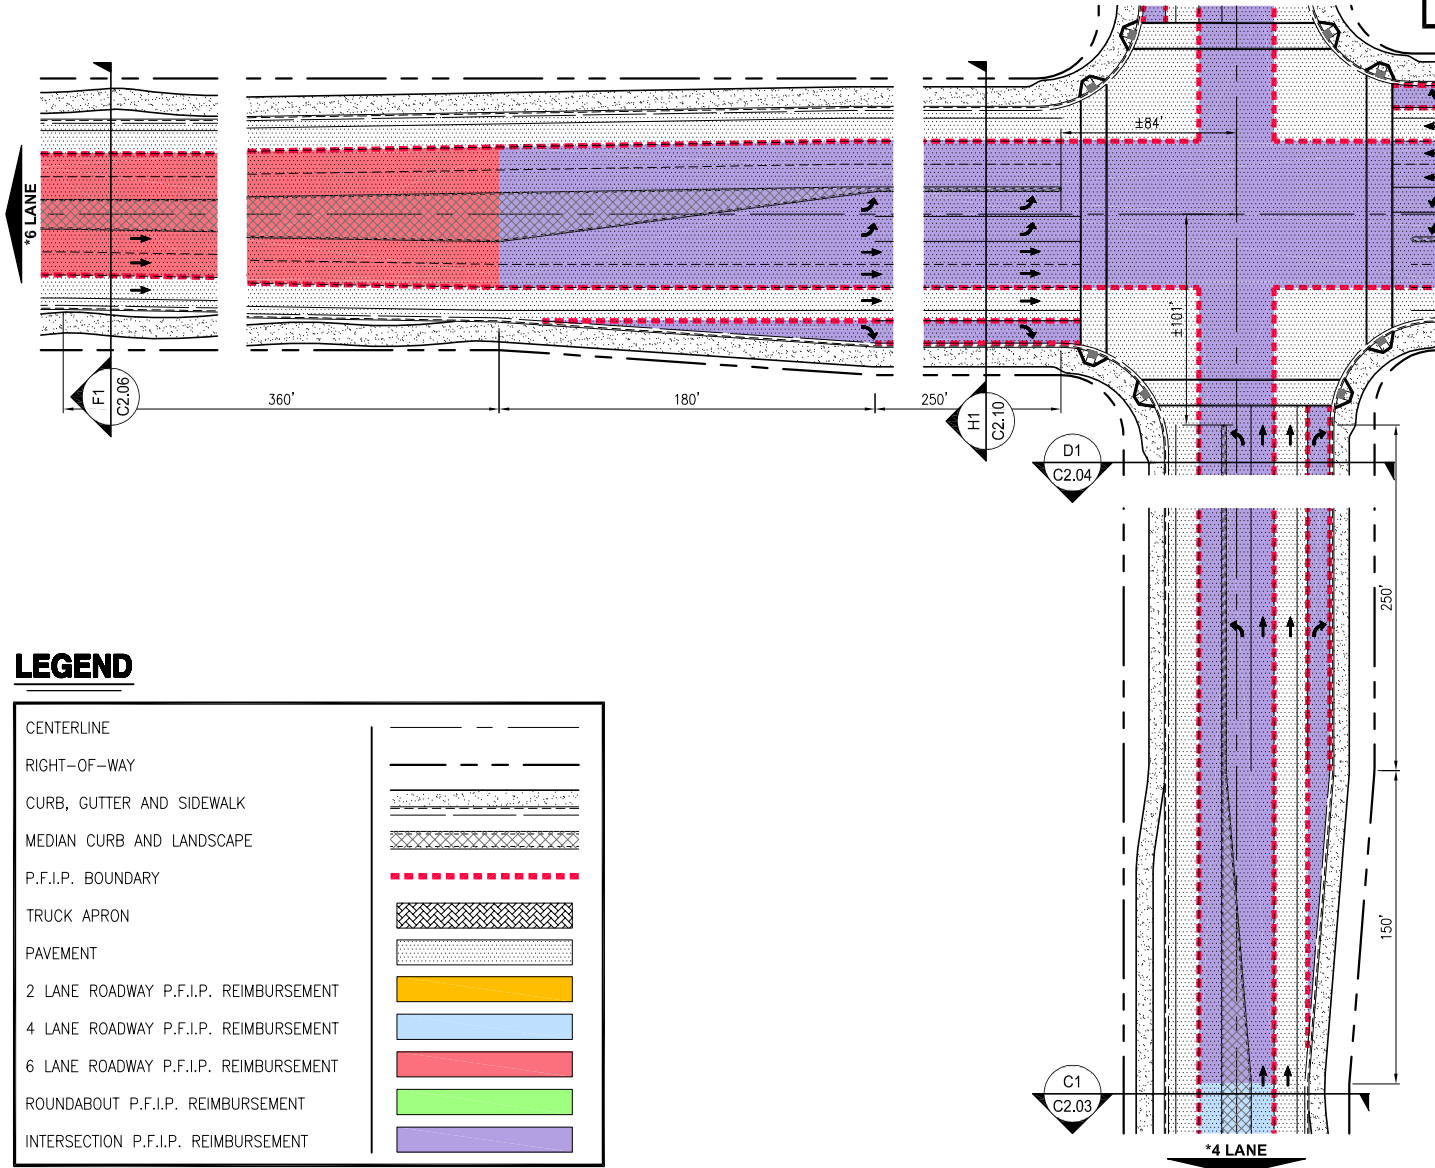 ±84'
*6 LANE
±101'
F1
C2.06
360'
180'
250'
H1
C2.10
D1
C2.04
250'
150'
C1
C2.03
*4 LANE
LEGEND
CENTERLINE
RIGHT-OF-WAY
CURB, GUTTER AND SIDEWALK
MEDIAN CURB AND LANDSCAPE
P.F.I.P. BOUNDARY
TRUCK APRON
PAVEMENT
2 LANE ROADWAY P.F.I.P. REIMBURSEMENT
4 LANE ROADWAY P.F.I.P. REIMBURSEMENT
6 LANE ROADWAY P.F.I.P. REIMBURSEMENT
ROUNDABOUT P.F.I.P. REIMBURSEMENT
INTERSECTION P.F.I.P. REIMBURSEMENT